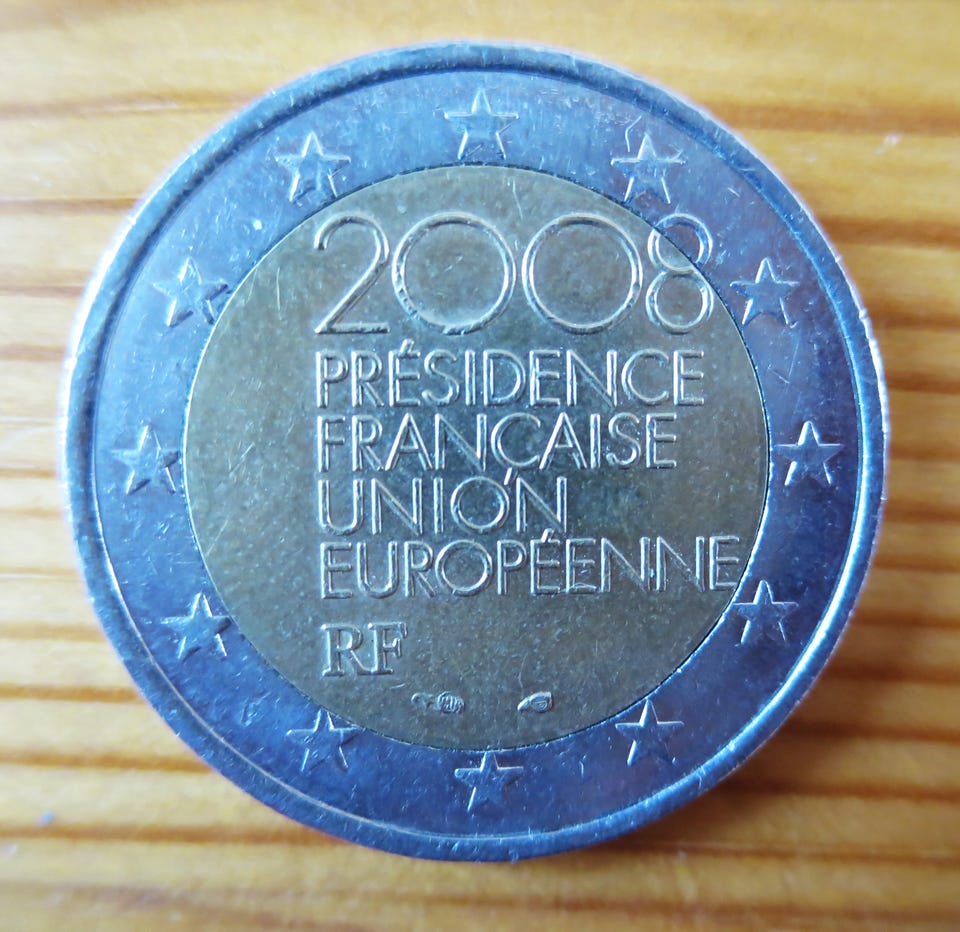 2008
PRÉSIDENCE
FRANÇAISE
UNION
EUROPÉENNE
RF